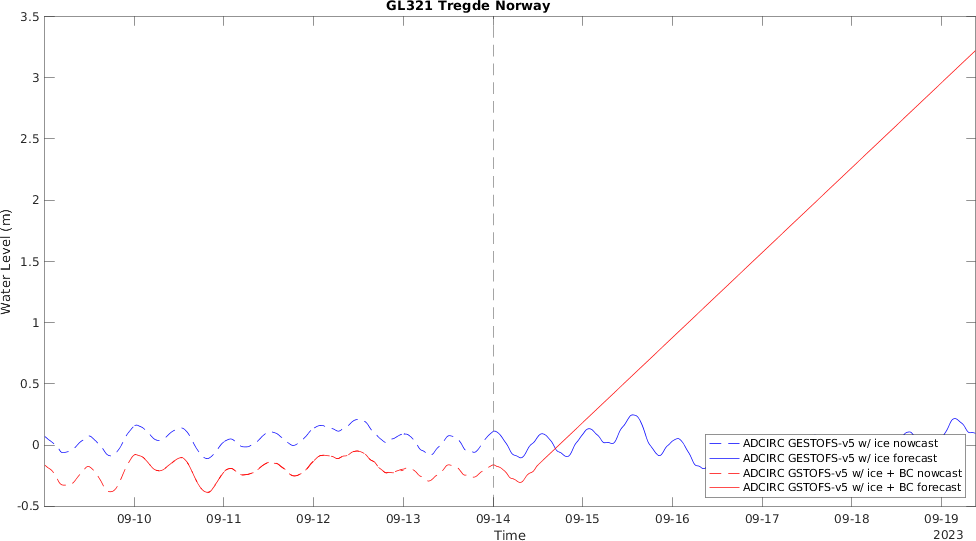 GL321 Tregde Norway
3.5
3
2.5
2
1.5
1
0.5
0
-0.5
Water Level (m)
09-10
09-11
09-12
09-13
09-14
09-15
09-16
09-17
09-18
09-19
Time
2023
ADCIRC GESTOFS-v5 w/ ice nowcast
ADCIRC GESTOFS-v5 w/ ice forecast
ADCIRC GSTOFS-v5 w/ ice + BC nowcast
ADCIRC GSTOFS-v5 w/ ice + BC forecast